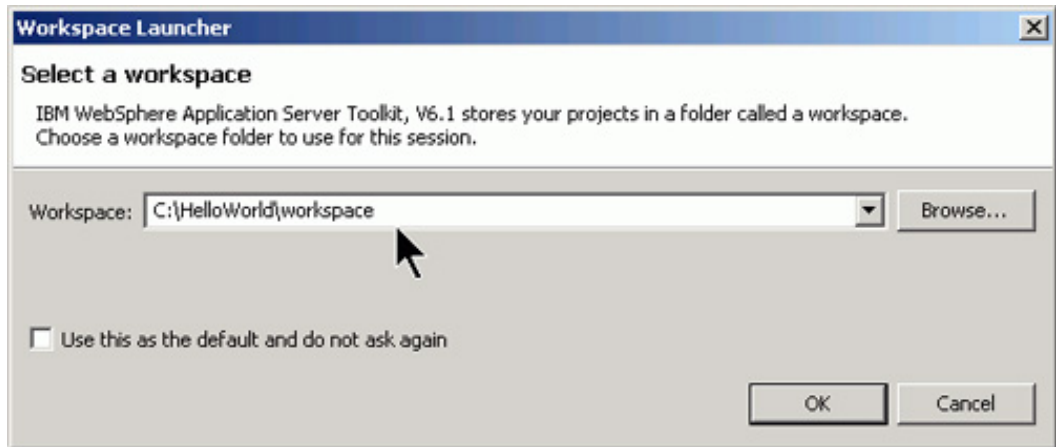 Workspace Launcher
Select a workspace
IBM WebSphere Application Server Toolkit, V6.1 stores your projects in a folder called a workspace.
Choose a workspace folder to use for this session.
Workspace: C:\HelloWorld\workspace Browse...
Use this as the default and do not ask again
OK Cancel